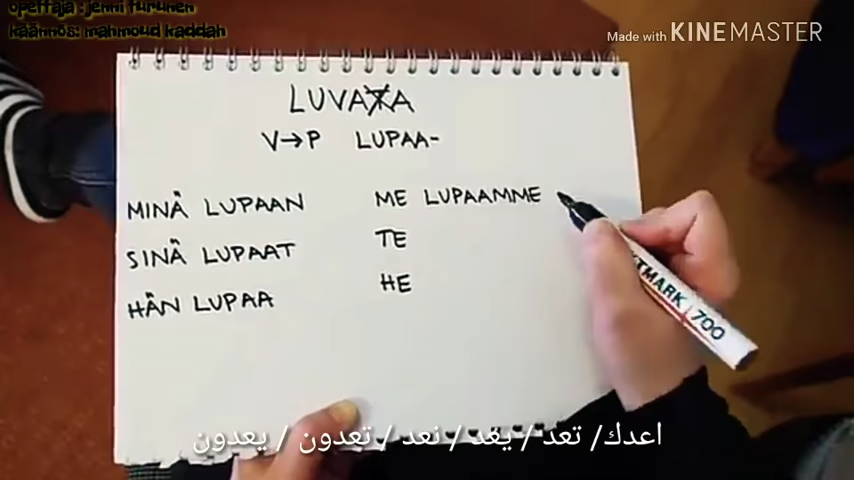 opettaja :jenni turunen
käännös: mahmoud kaddah
Made with KINEMASTER
LUVATA
V→P LUPAA-
MINÄ LUPAAN
SINÄ LUPAAT
HÄN LUPAA
ME LUPAAMME
TE
HE
TMARK 700
اعدك/ تعد / يعد / نعد / تعدون / يعدون